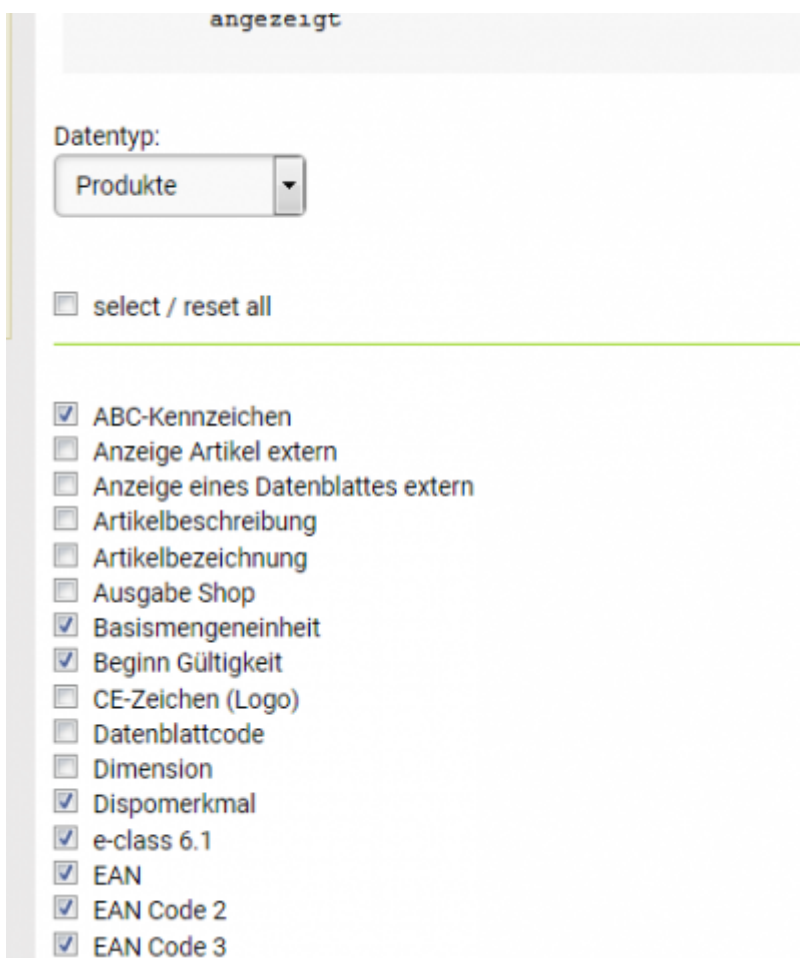 angezeigt
Datentyp:
Produkte
select / reset all
ABC-Kennzeichen
Anzeige Artikel extern
Anzeige eines Datenblattes extern
Artikelbeschreibung
Artikelbezeichnung
Ausgabe Shop
Basismengeneinheit
Beginn Gültigkeit
CE-Zeichen (Logo)
Datenblattcode
Dimension
Dispomerkmal
e-class 6.1
EAN
EAN Code 2
EAN Code 3